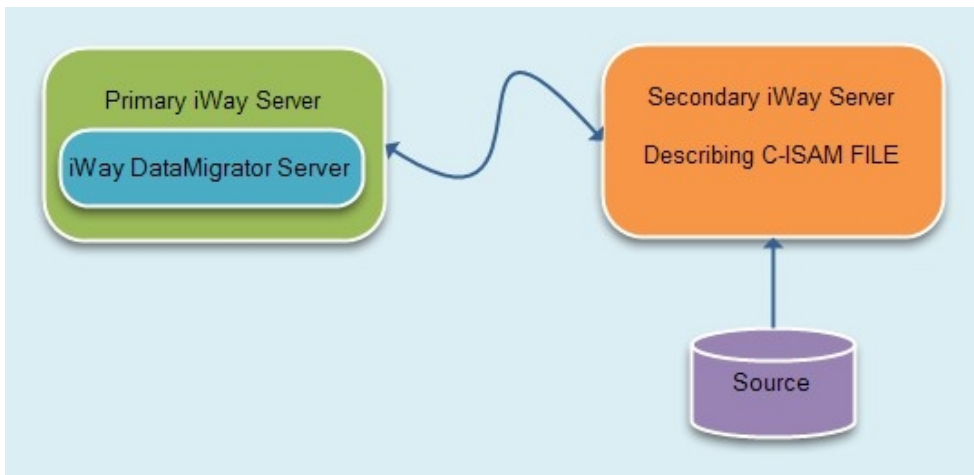 Primary iWay Server
iWay DataMigrator Server
Secondary iWay Server
Describing C-ISAM FILE
Source